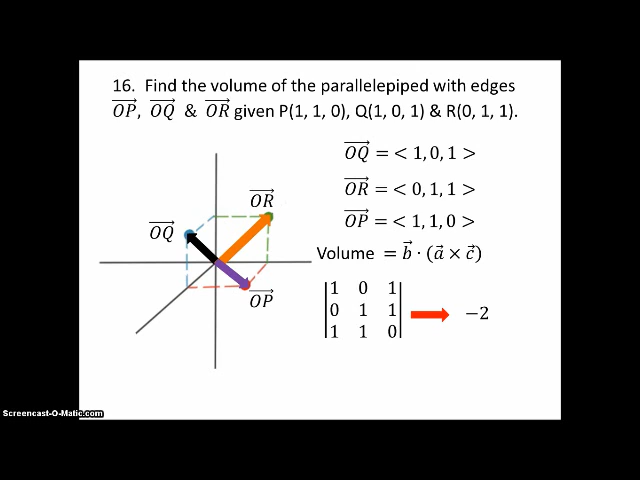 16. Find the volume of the parallelepiped with edges
OP, OQ & OR given P(1, 1, 0), Q(1, 0, 1) & R(0, 1, 1).
OQ = < 1, 0, 1 >
OR = < 0, 1, 1 >
OP = < 1, 1, 0 >
OR
OQ
OP
Volume = b⃗ · (a⃗ × c⃗)
1 0 1
0 1 1
1 1 0
−2
Screencast-O-Matic.com